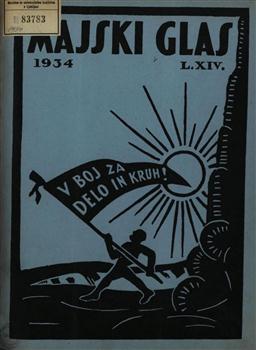 83783
MAJSKI GLAS
1934 L.XIV.
V BOJ ZA
DELO IN KRUH!